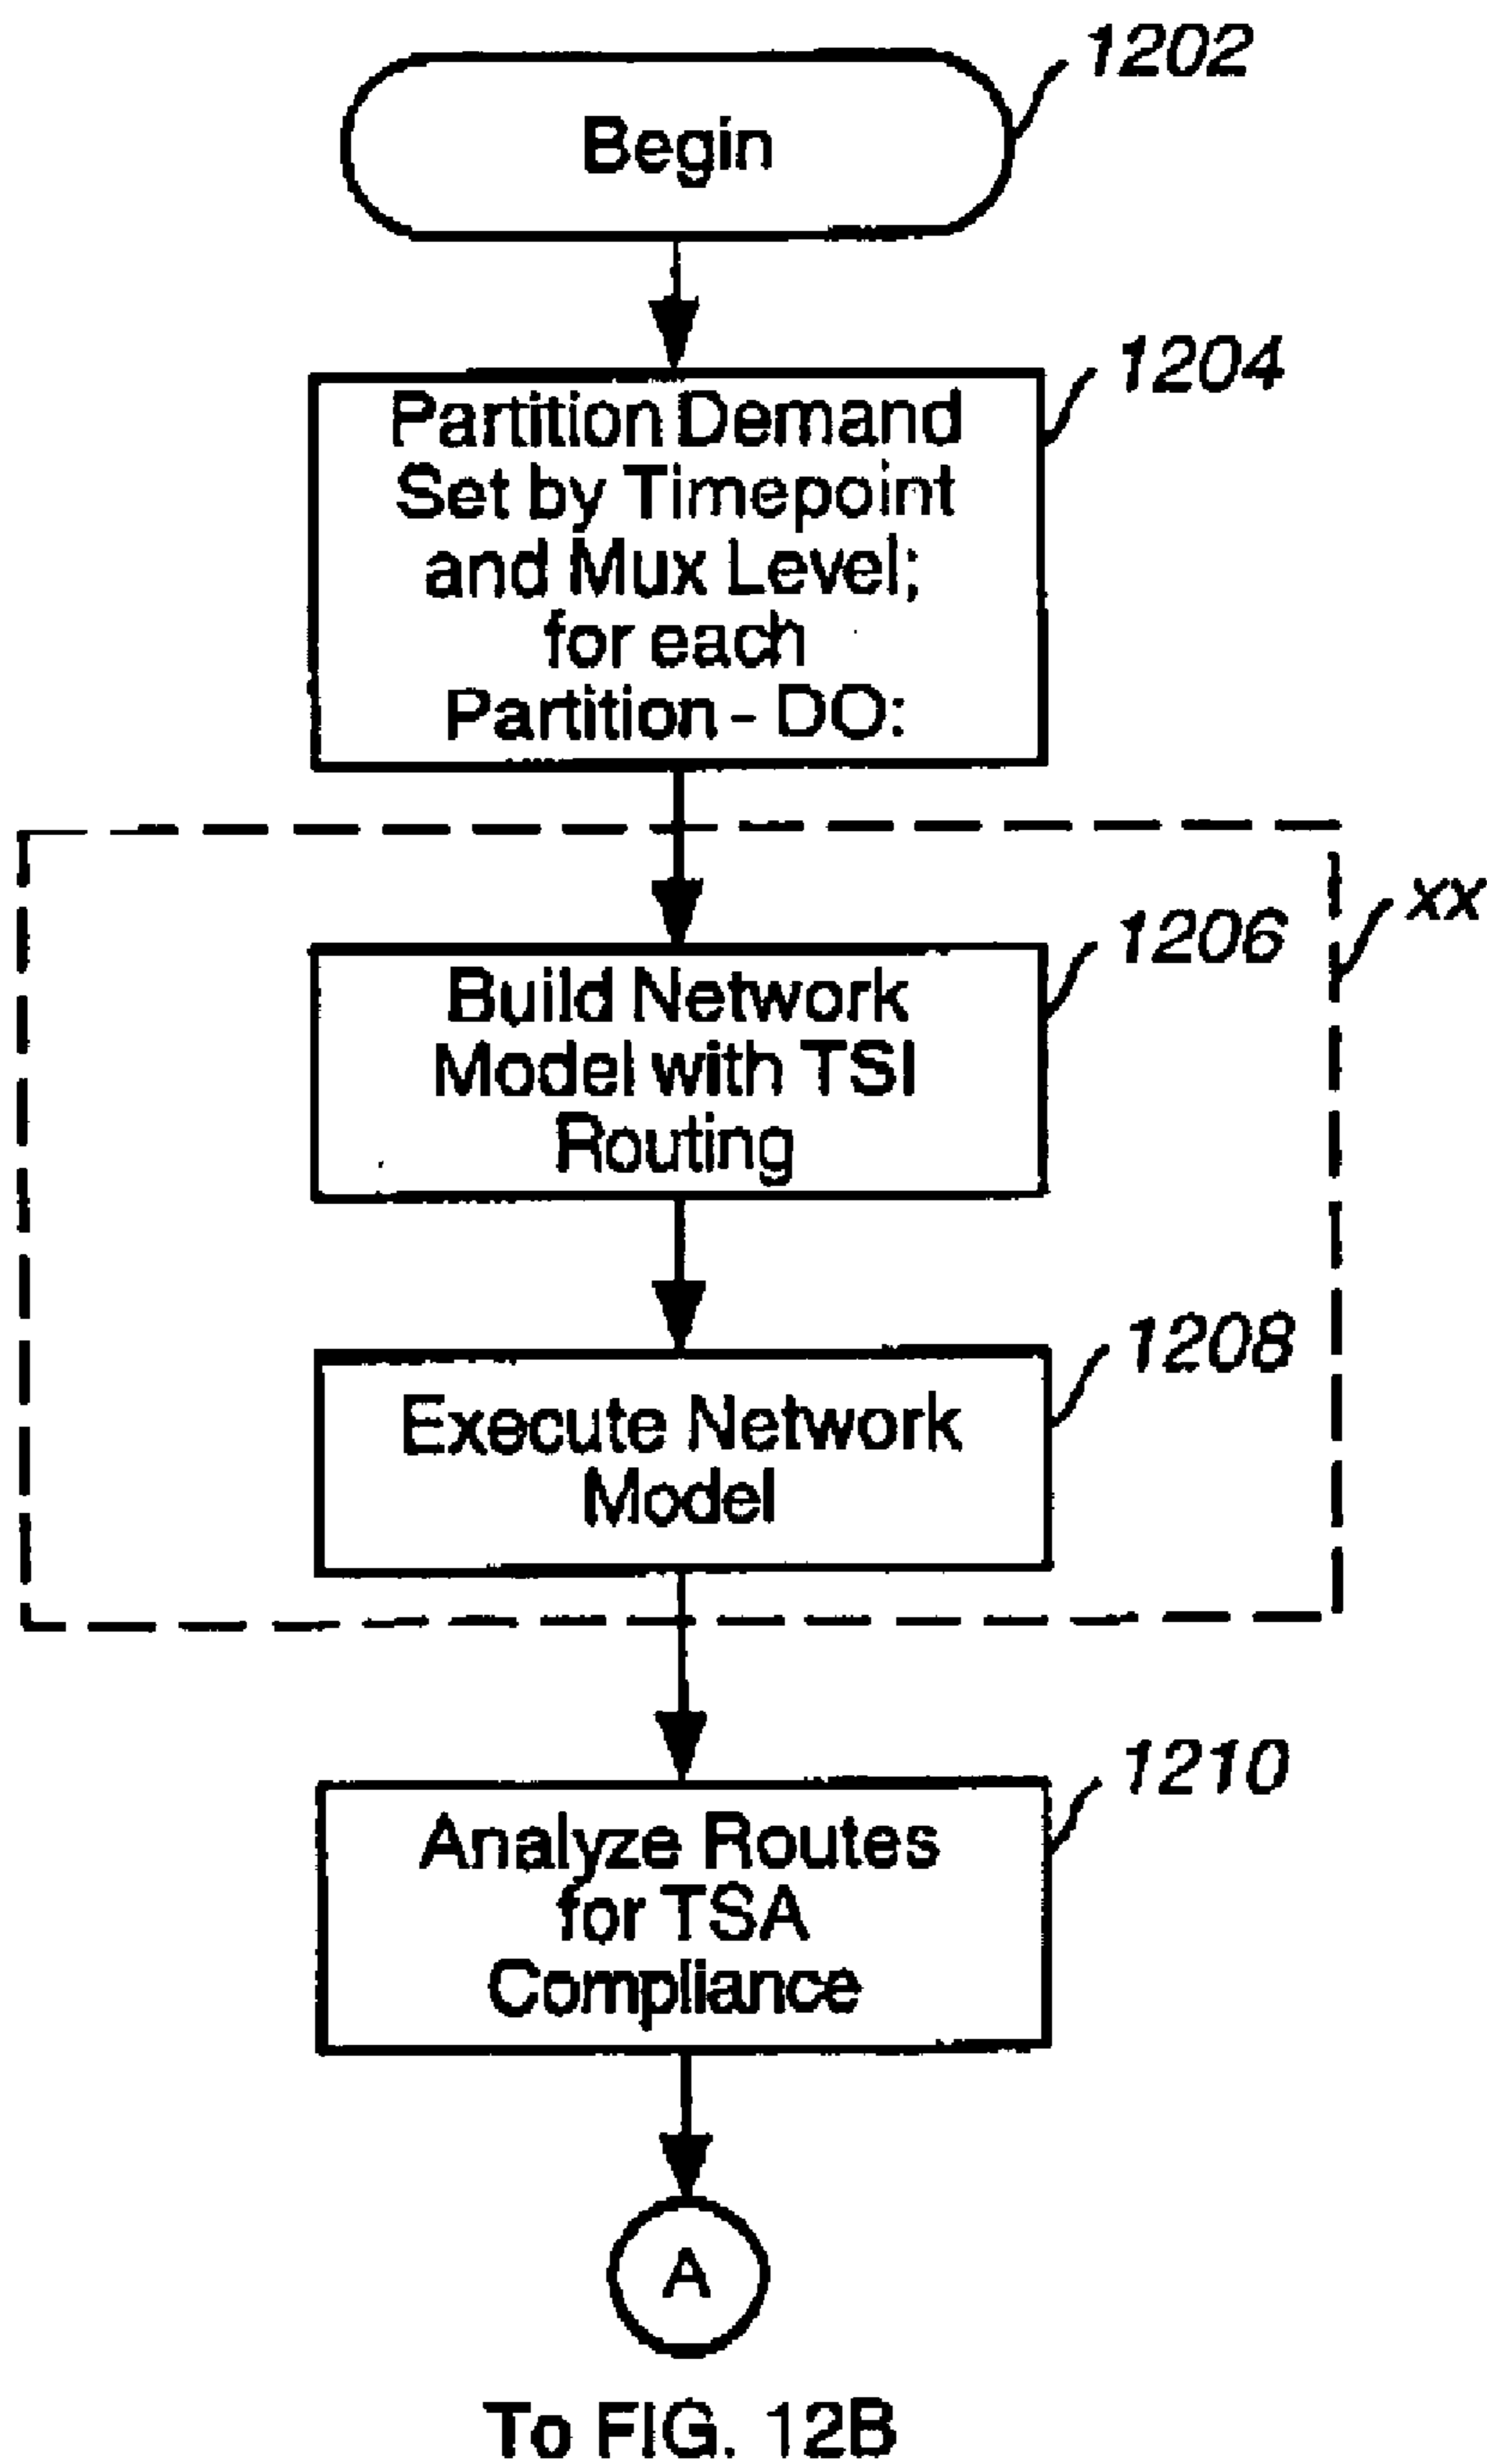 1202
Begin
1204
Partition Demand
Set by Timepoint
and Mux Level;
for each
Partition - DO:
xx
1206
Build Network
Model with TSI
Routing
1208
Execute Network
Model
1210
Analyze Routes
for TSA
Compliance
A
To FIG. 12B